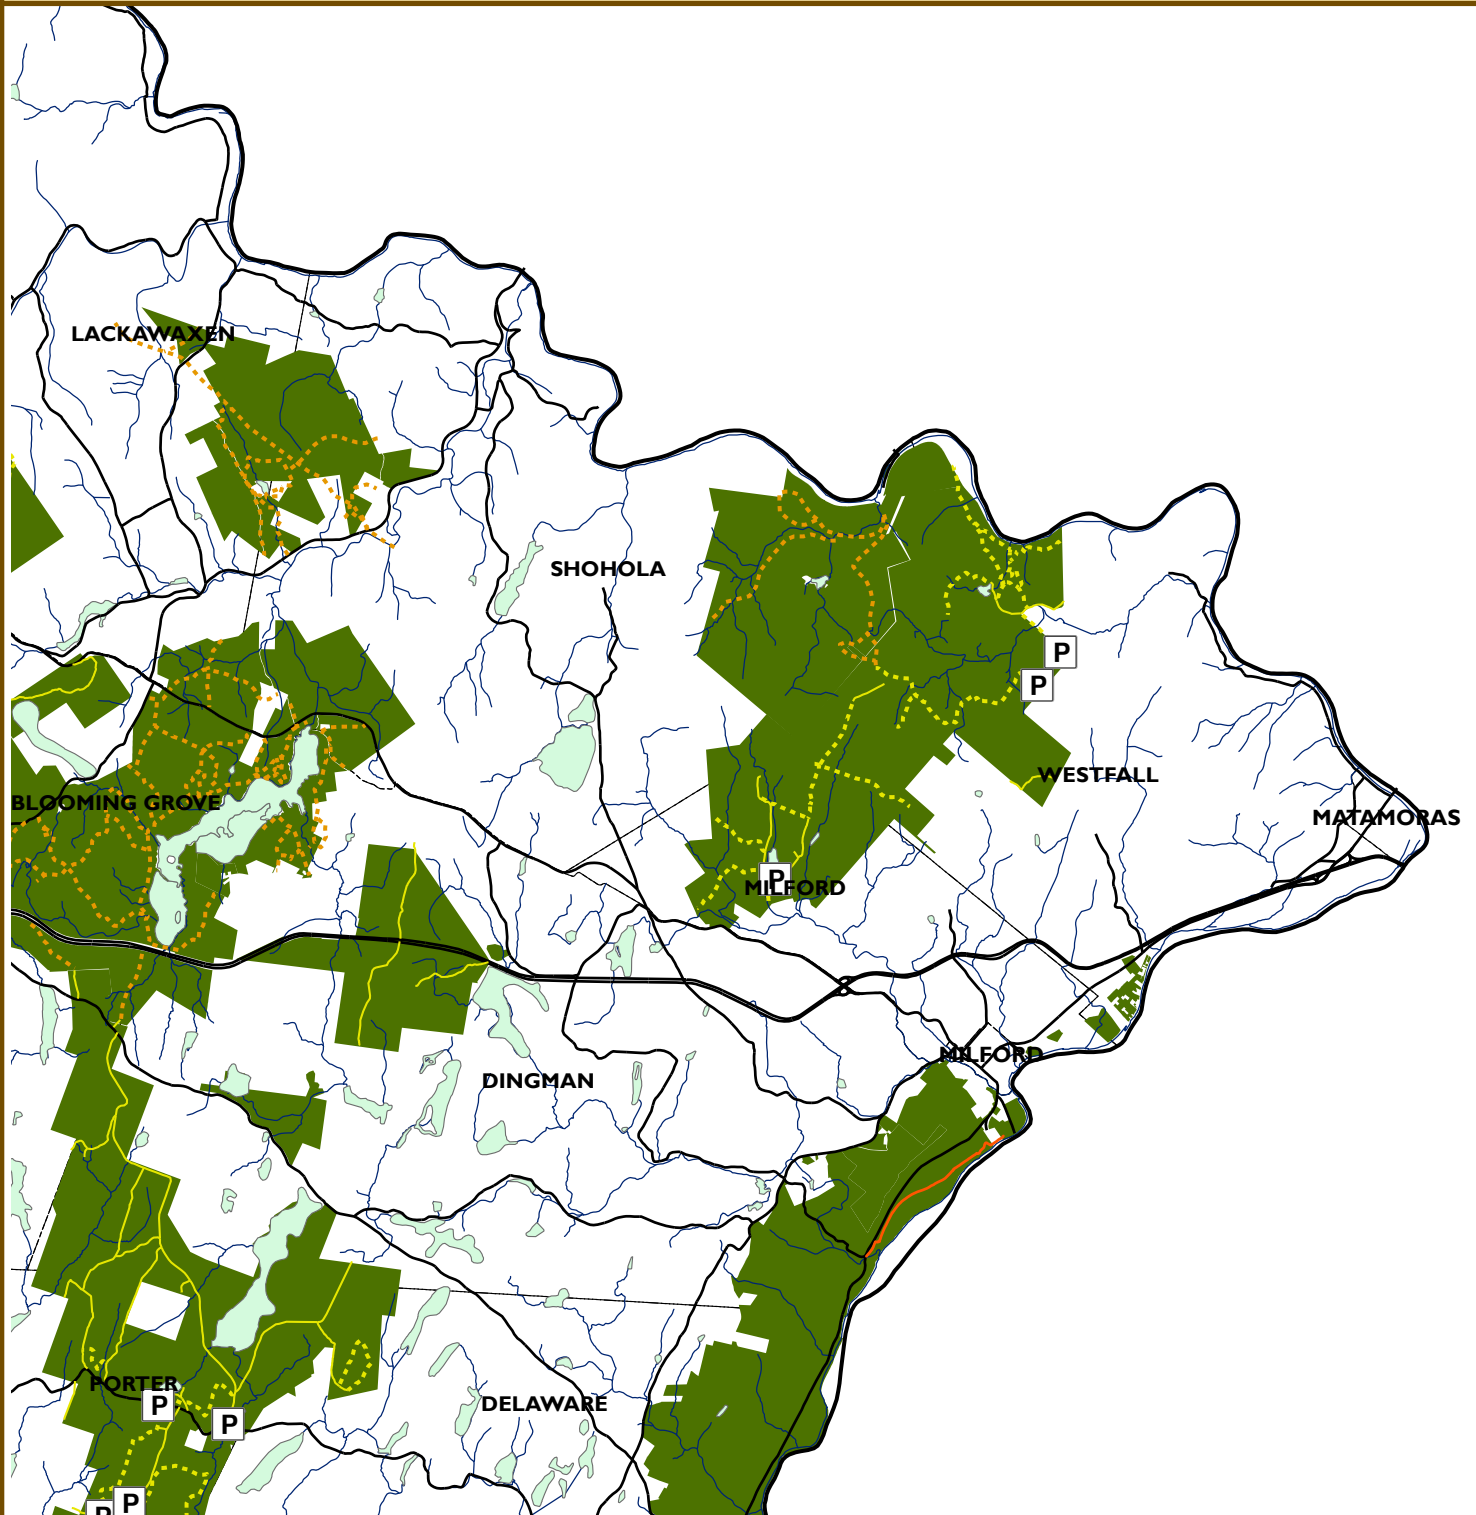 LACKAWAXEN
SHOHOLA
P
P
WESTFALL
BLOOMING GROVE
MATAMORAS
P
MILFORD
MILFORD
DINGMAN
PORTER
P
DELAWARE
P
P
P